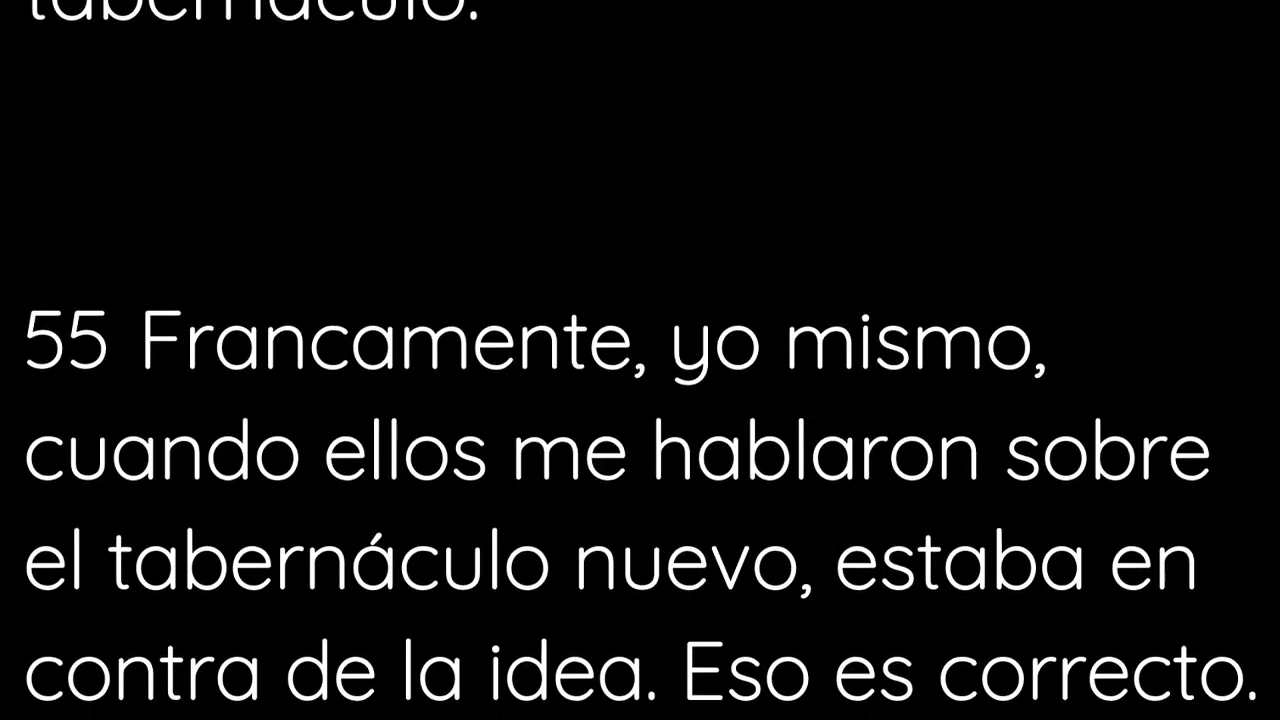 tabernáculo.
55 Francamente, yo mismo,
cuando ellos me hablaron sobre
el tabernáculo nuevo, estaba en
contra de la idea. Eso es correcto.